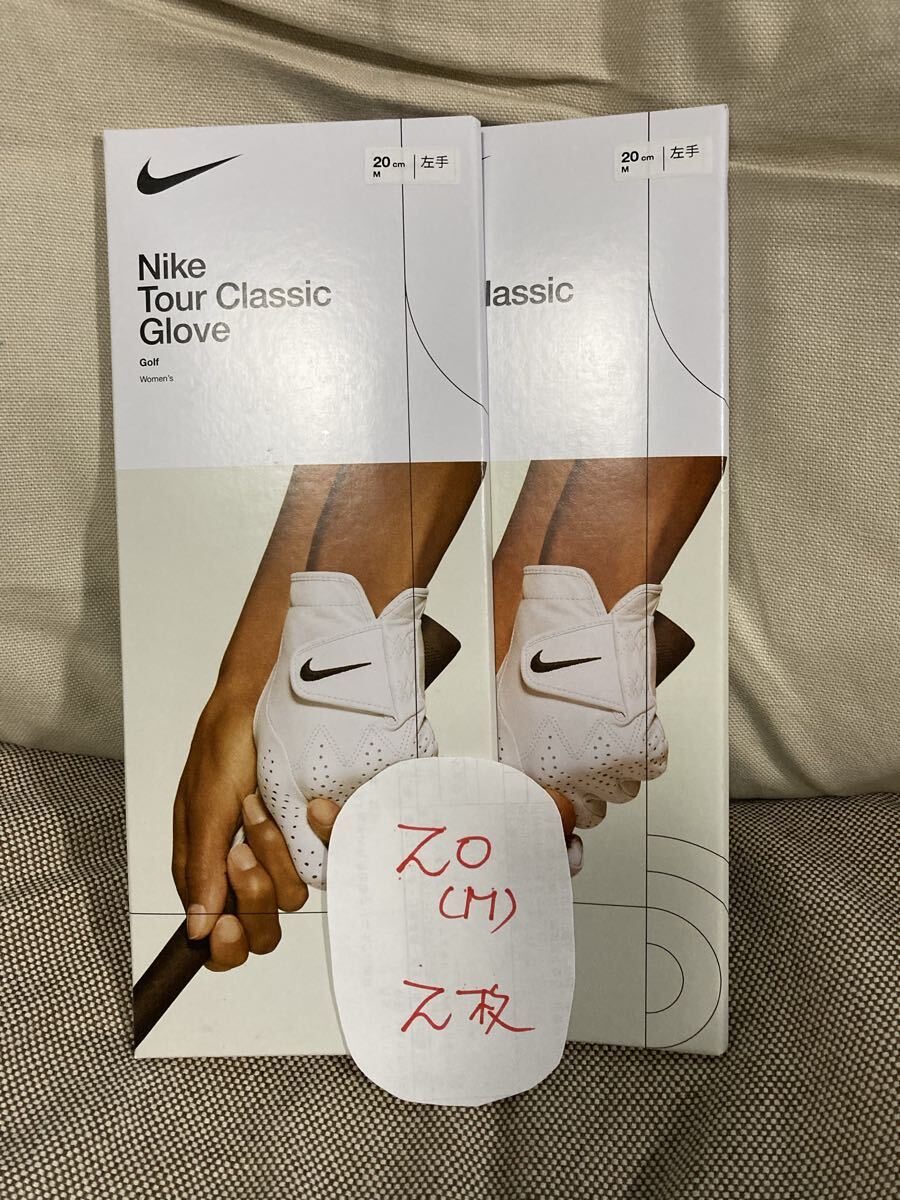 Nike
Tour Classic
Glove
Golf
Women's
20 cm
M
左手
lassic
20 cm
M
左手
20
(M)
2枚